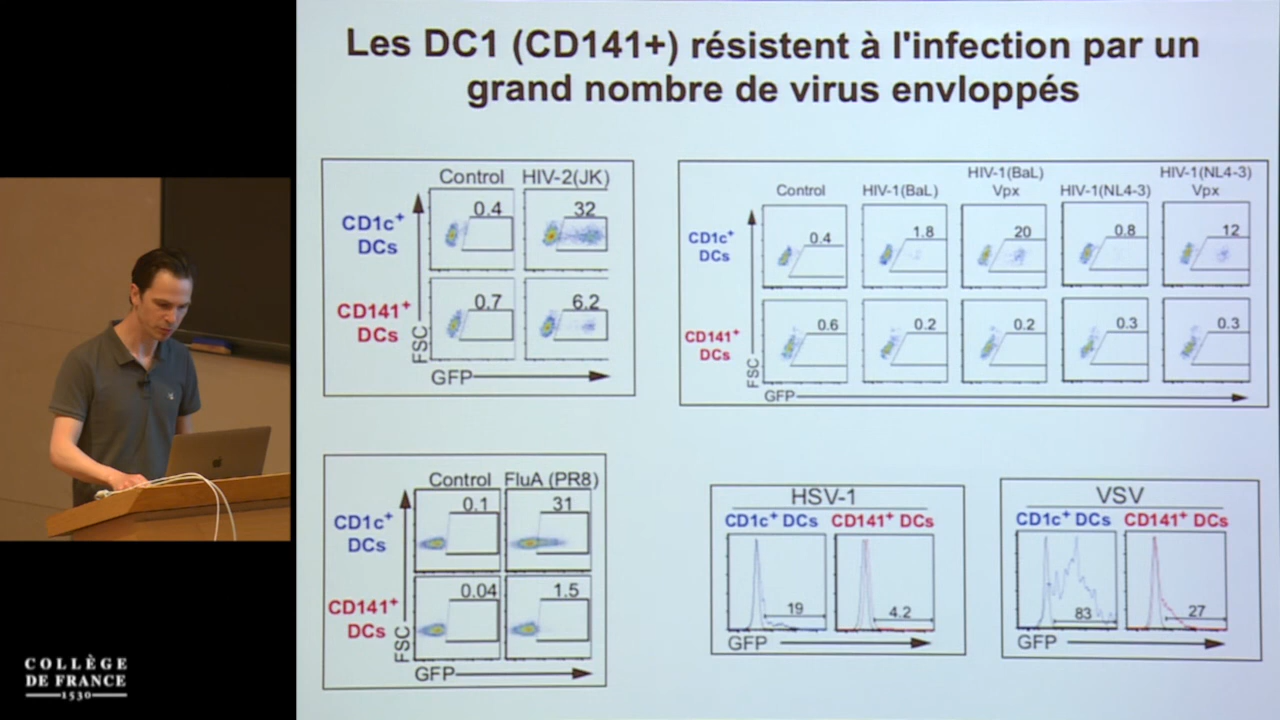 Les DC1 (CD141+) résistent à l'infection par un
grand nombre de virus envloppés
Control HIV-2(JK)
CD1c+
DCs
0.4 32
CD141+
DCs
0.7 6.2
FSC
GFP
Control HIV-1(BaL) HIV-1(BaL) Vpx HIV-1(NL4-3) HIV-1(NL4-3) Vpx
CD1c+
DCs
0.4 1.8 20 0.8 12
CD141+
DCs
0.6 0.2 0.2 0.3 0.3
FSC
GFP
Control FluA (PR8)
CD1c+
DCs
0.1 31
CD141+
DCs
0.04 1.5
FSC
GFP
HSV-1
CD1c+ DCs CD141+ DCs
19 4.2
GFP
VSV
CD1c+ DCs CD141+ DCs
83 27
GFP
COLLÈGE
DE FRANCE
1530